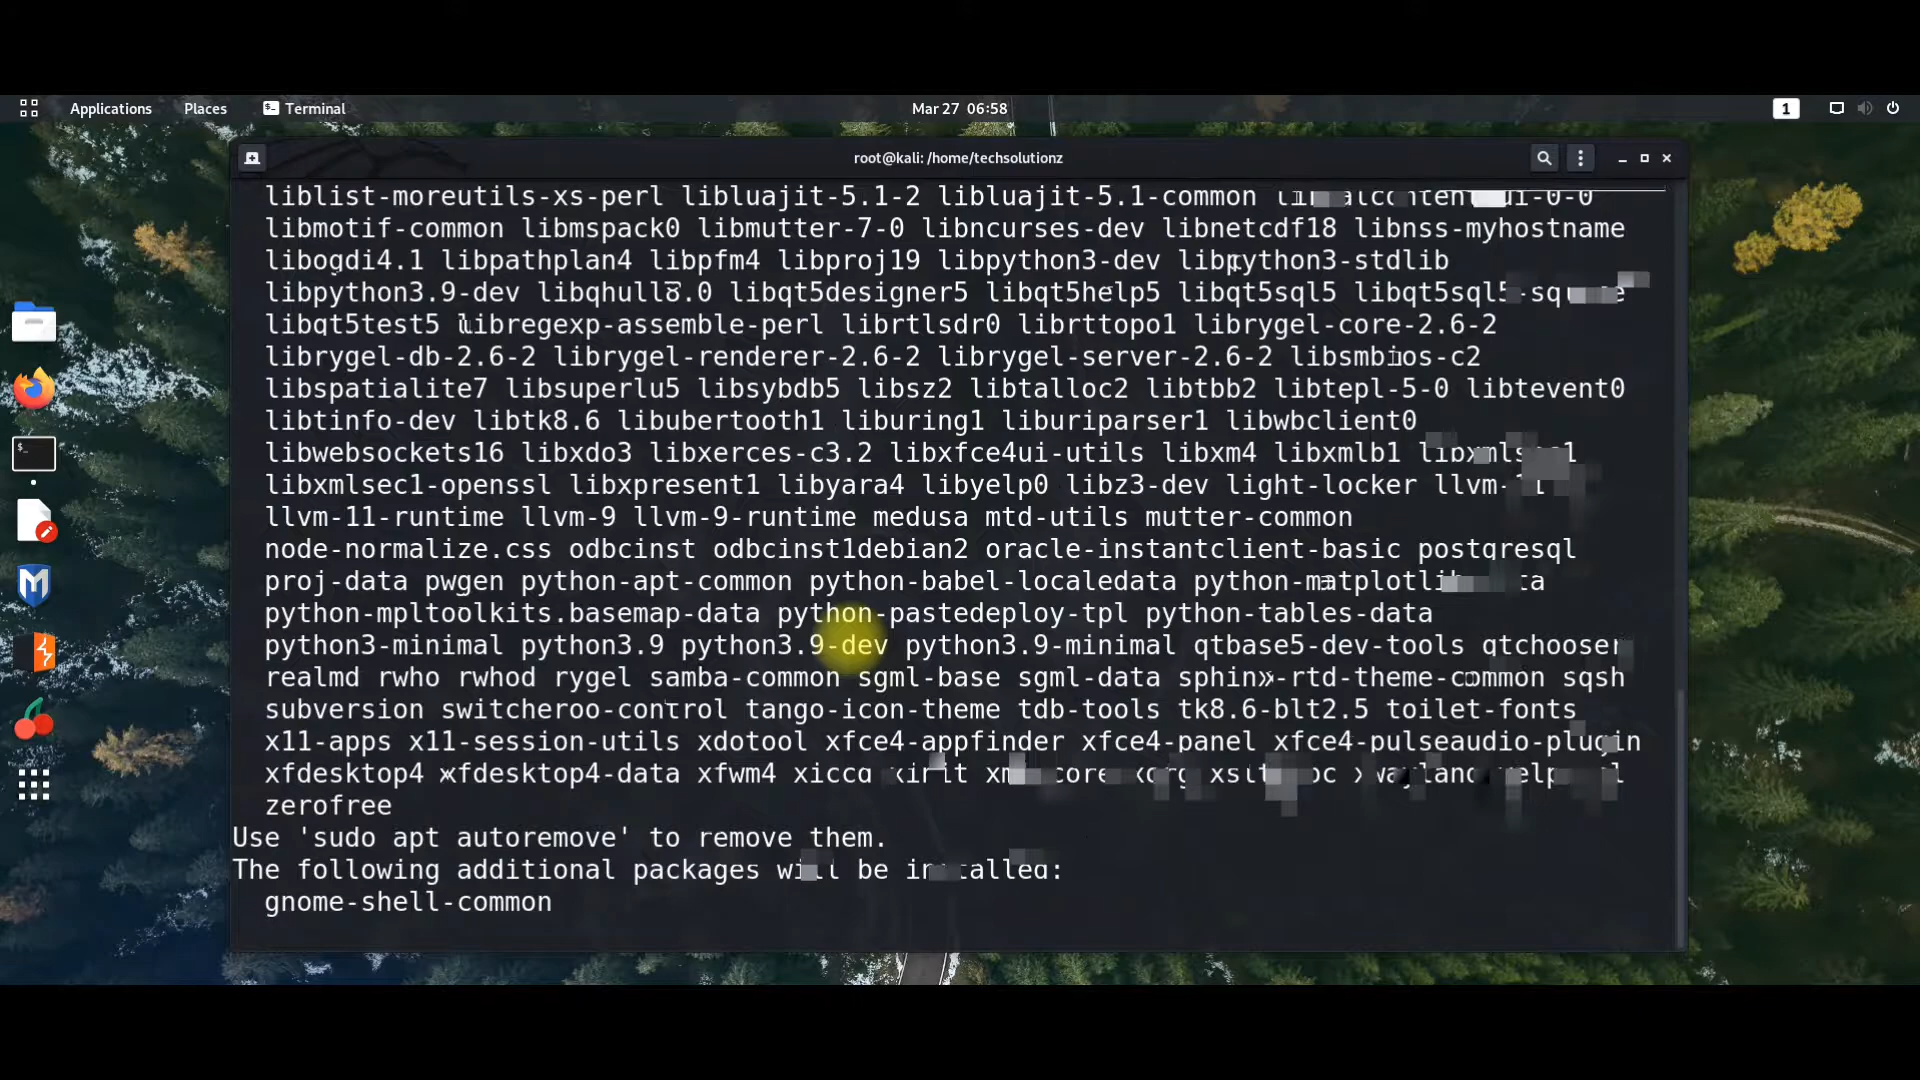 Applications Places Terminal Mar 27 06:58 1
root@kali: /home/techsolutionz
liblist-moreutils-xs-perl libluajit-5.1-2 libluajit-5.1-common
libmotif-common libmspack0 libmutter-7-0 libncurses-dev libnetcdf18 libnss-myhostname
libogdi4.1 libpathplan4 libpfm4 libproj19 libpython3-dev libpython3-stdlib
libpython3.9-dev libqhull8.0 libqt5designer5 libqt5help5 libqt5sql5
libqt5test5 libregexp-assemble-perl librtlsdr0 librttopo1 librygel-core-2.6-2
librygel-db-2.6-2 librygel-renderer-2.6-2 librygel-server-2.6-2 libsmbios-c2
libspatialite7 libsuperlu5 libsybdb5 libsz2 libtalloc2 libtbb2 libtepl-5-0 libtevent0
libtinfo-dev libtk8.6 libubertooth1 liburing1 liburiparser1 libwbclient0
libwebsockets16 libxdo3 libxerces-c3.2 libxfce4ui-utils libxm4 libxmlb1
libxmlsec1-openssl libxpresent1 libyara4 libyelp0 libz3-dev light-locker
llvm-11-runtime llvm-9 llvm-9-runtime medusa mtd-utils mutter-common
node-normalize.css odbcinst odbcinst1debian2 oracle-instantclient-basic postgresql
proj-data pwgen python-apt-common python-babel-localedata
python-mpltoolkits.basemap-data python-pastedeploy-tpl python-tables-data
python3-minimal python3.9 python3.9-dev python3.9-minimal qtbase5-dev-tools qtchooser
realmd rwho rwhod rygel samba-common sgml-base sgml-data sphinx-rtd-theme-common sqsh
subversion switcheroo-control tango-icon-theme tdb-tools tk8.6-blt2.5 toilet-fonts
x11-apps x11-session-utils xdotool xfce4-appfinder xfce4-panel xfce4-pulseaudio-plugin
xfdesktop4 xfdesktop4-data xfwm4 xiccd xwayland
zerofree
Use 'sudo apt autoremove' to remove them.
The following additional packages will be installed:
gnome-shell-common